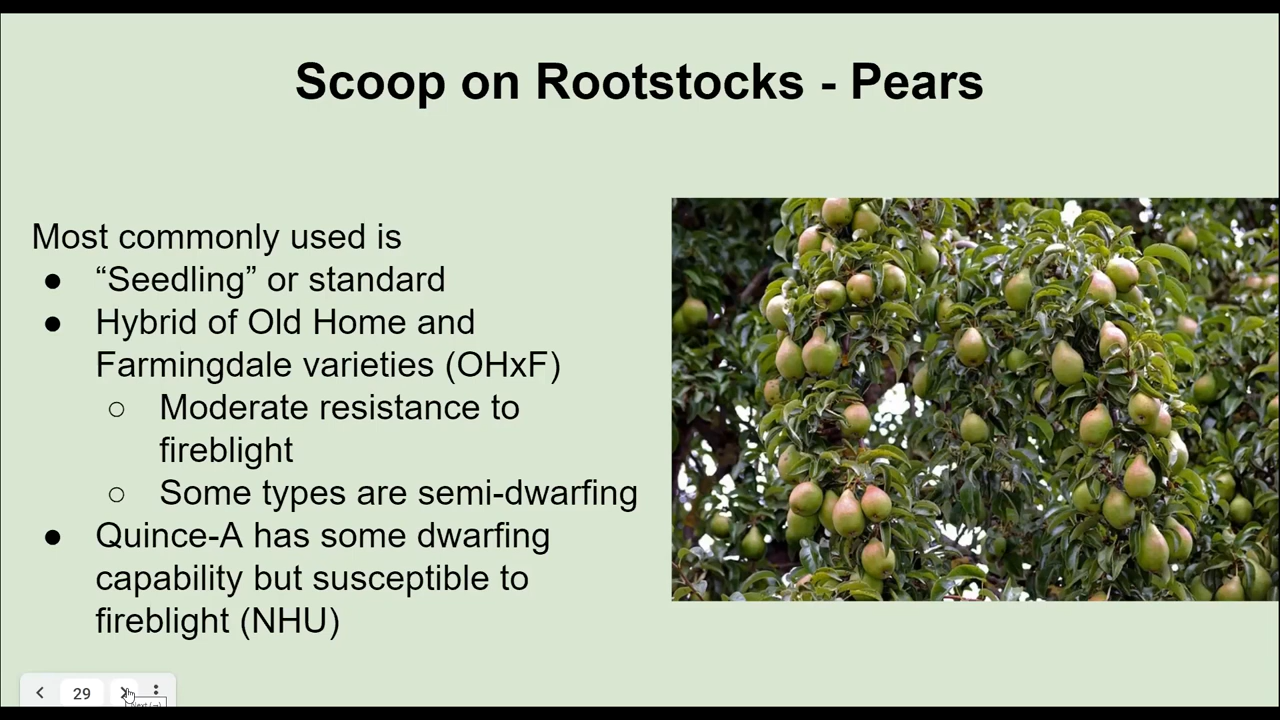 Scoop on Rootstocks - Pears
Most commonly used is
● “Seedling” or standard
● Hybrid of Old Home and
Farmingdale varieties (OHxF)
○ Moderate resistance to
fireblight
○ Some types are semi-dwarfing
● Quince-A has some dwarfing
capability but susceptible to
fireblight (NHU)
29